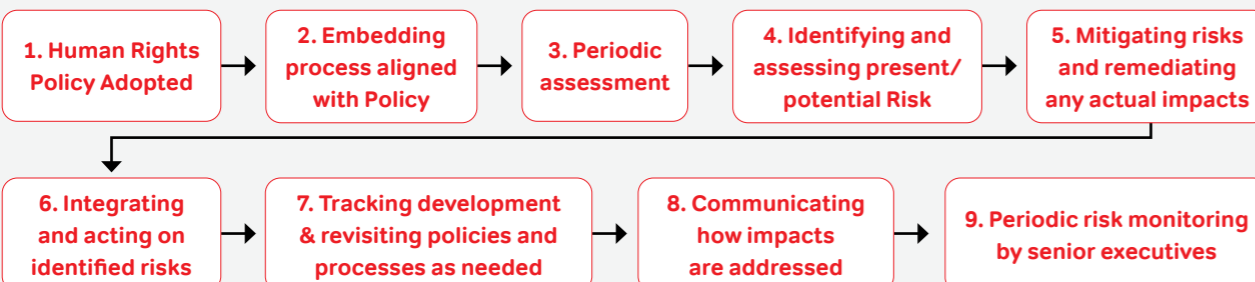 1. Human Rights
Policy Adopted
2. Embedding
process aligned
with Policy
3. Periodic
assessment
4. Identifying and
assessing present/
potential Risk
5. Mitigating risks
and remediating
any actual impacts
6. Integrating
and acting on
identified risks
7. Tracking development
& revisiting policies and
processes as needed
8. Communicating
how impacts
are addressed
9. Periodic risk monitoring
by senior executives